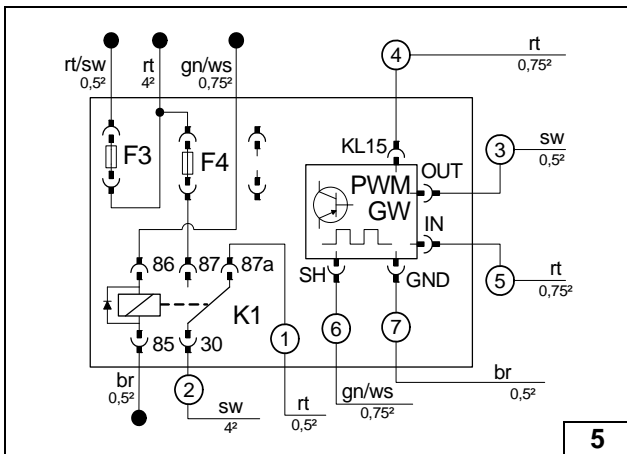 rt/sw
0,5²
rt
4²
gn/ws
0,75²
4
rt
0,75²
F3
F4
KL15
OUT
3
sw
0,5²
PWM
GW
IN
86
87
87a
SH
GND
5
rt
0,75²
K1
1
6
7
85
30
br
0,5²
2
sw
4²
rt
0,5²
gn/ws
0,75²
br
0,5²
5